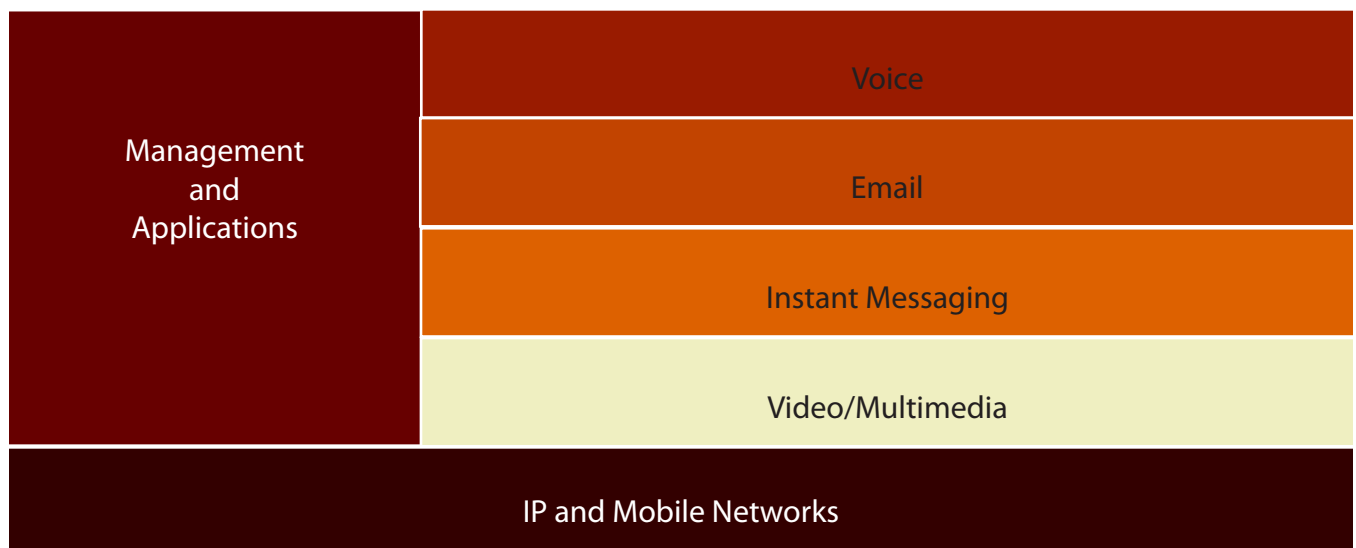 Management
and
Applications
Voice
Email
Instant Messaging
Video/Multimedia
IP and Mobile Networks